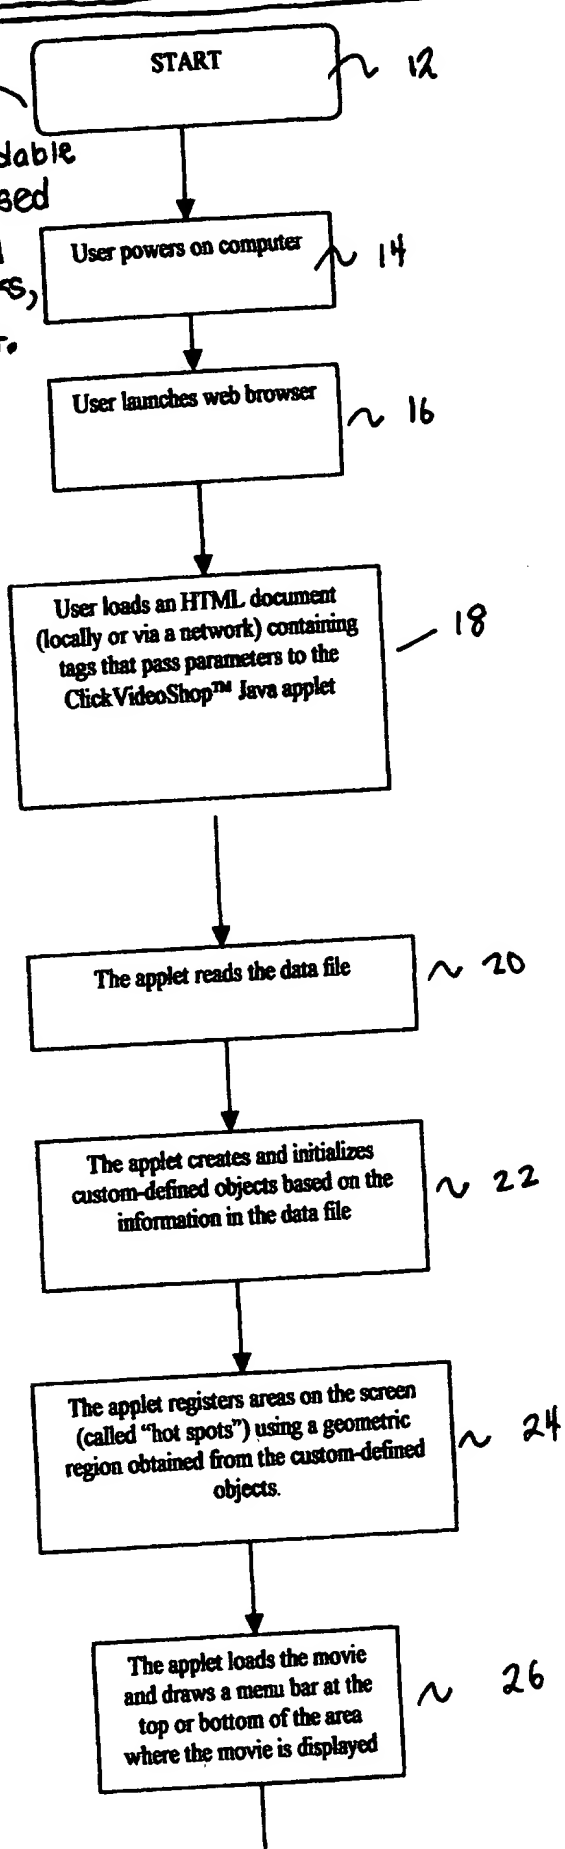 START
12
dable
sed
User powers on computer
14
User launches web browser
16
User loads an HTML document
(locally or via a network) containing
tags that pass parameters to the
ClickVideoShop™ Java applet
18
The applet reads the data file
20
The applet creates and initializes
custom-defined objects based on the
information in the data file
22
The applet registers areas on the screen
(called “hot spots”) using a geometric
region obtained from the custom-defined
objects.
24
The applet loads the movie
and draws a menu bar at the
top or bottom of the area
where the movie is displayed
26